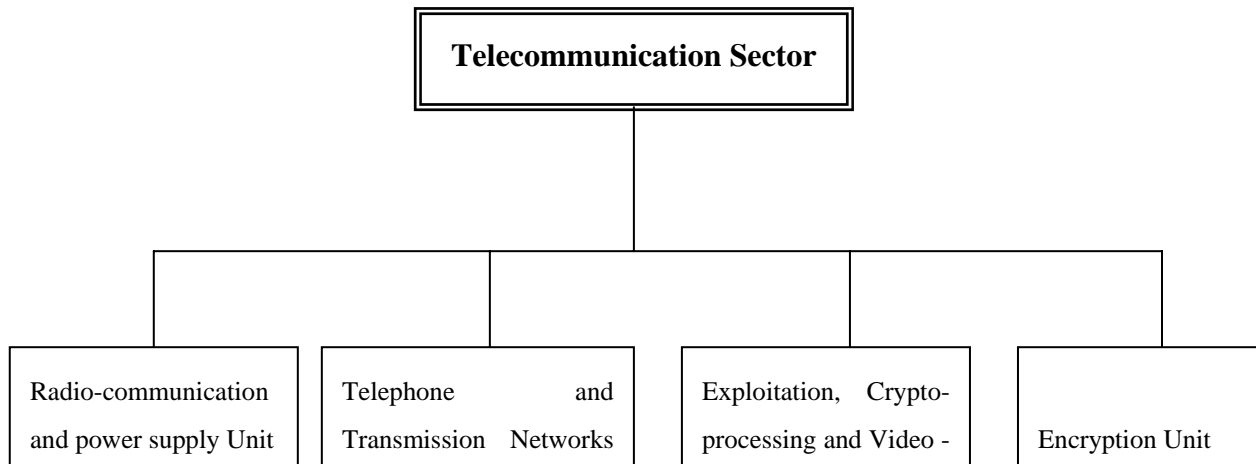 Telecommunication Sector
Radio-communication
and power supply Unit
Telephone and
Transmission Networks
Exploitation, Crypto-
processing and Video -
Encryption Unit